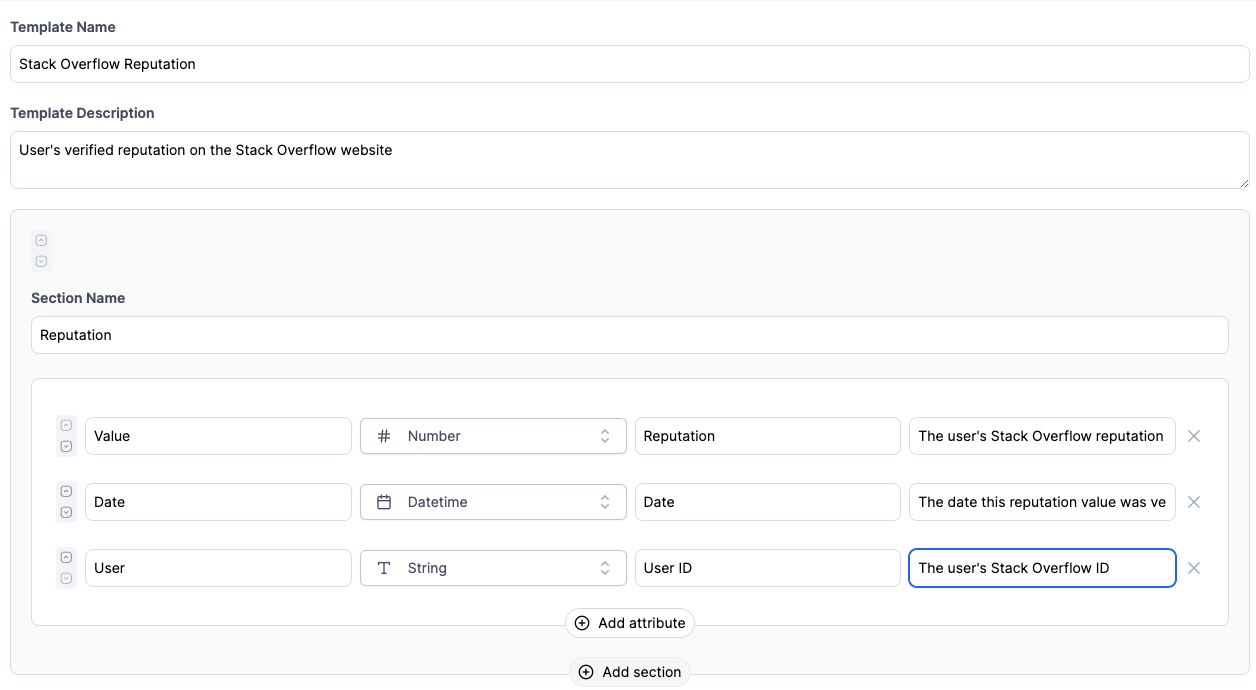 Template Name
Stack Overflow Reputation
Template Description
User's verified reputation on the Stack Overflow website
Section Name
Reputation
Value # Number Reputation The user's Stack Overflow reputation
Date Datetime Date The date this reputation value was ve
User String User ID The user's Stack Overflow ID
Add attribute
Add section